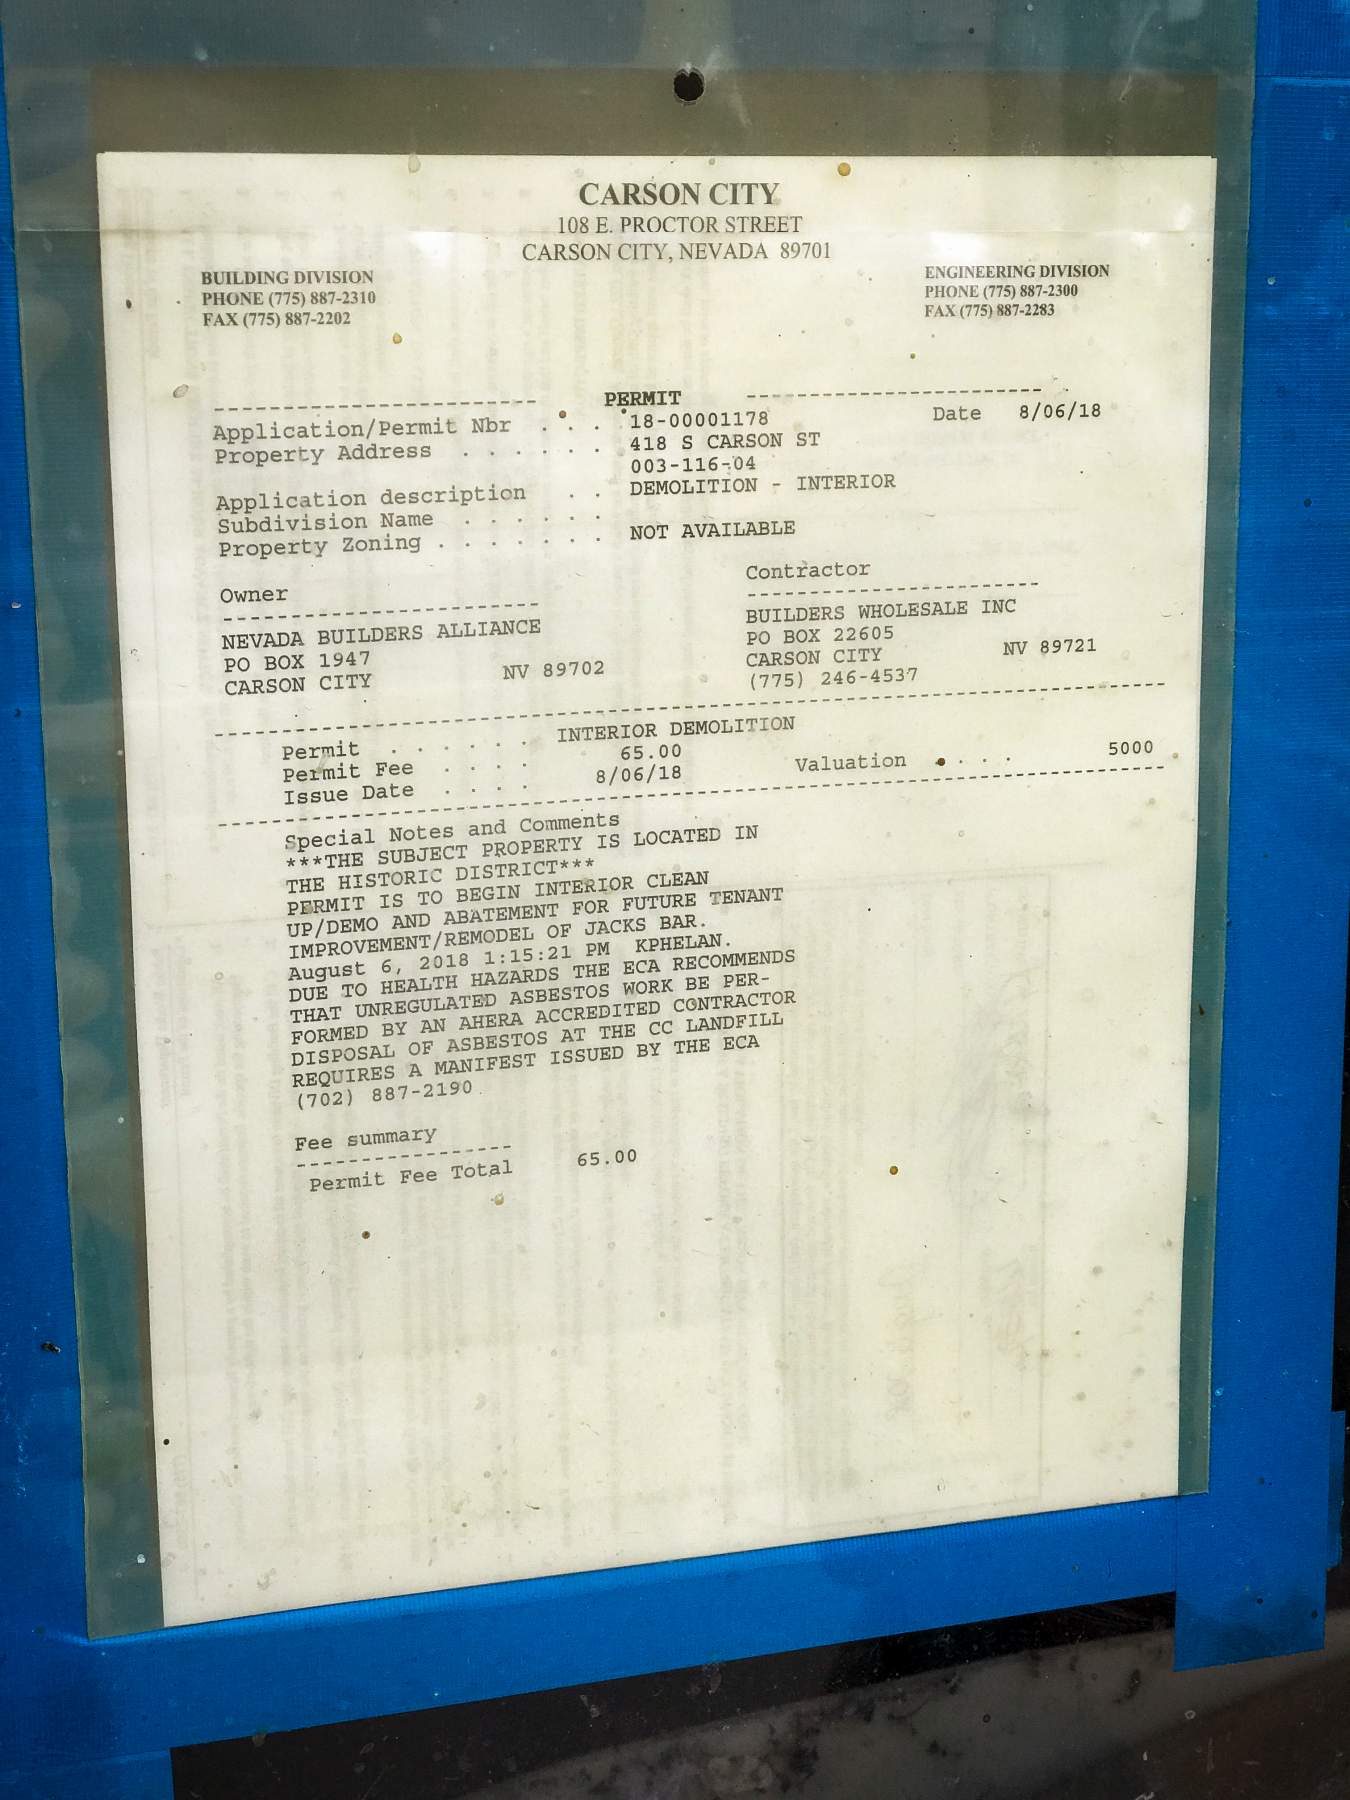 CARSON CITY
108 E. PROCTOR STREET
CARSON CITY, NEVADA 89701
BUILDING DIVISION
PHONE (775) 887-2310
FAX (775) 887-2202
ENGINEERING DIVISION
PHONE (775) 887-2300
FAX (775) 887-2283
------------------------- PERMIT -----------------------
Application/Permit Nbr . . . 18-00001178 Date 8/06/18
Property Address . . . . . . 418 S CARSON ST
003-116-04
Application description . . DEMOLITION - INTERIOR
Subdivision Name . . . . . .
Property Zoning . . . . . . . NOT AVAILABLE
Owner
-------------------------
NEVADA BUILDERS ALLIANCE
PO BOX 1947
CARSON CITY NV 89702
Contractor
-----------------------
BUILDERS WHOLESALE INC
PO BOX 22605
CARSON CITY NV 89721
(775) 246-4537
--------------------------------------------------------------------------
Permit . . . . . . INTERIOR DEMOLITION
Permit Fee . . . . 65.00
Issue Date . . . . 8/06/18 Valuation . . . . 5000
--------------------------------------------------------------------------
Special Notes and Comments
***THE SUBJECT PROPERTY IS LOCATED IN
THE HISTORIC DISTRICT***
PERMIT IS TO BEGIN INTERIOR CLEAN
UP/DEMO AND ABATEMENT FOR FUTURE TENANT
IMPROVEMENT/REMODEL OF JACKS BAR.
August 6, 2018 1:15:21 PM KPHELAN.
DUE TO HEALTH HAZARDS THE ECA RECOMMENDS
THAT UNREGULATED ASBESTOS WORK BE PER-
FORMED BY AN AHERA ACCREDITED CONTRACTOR
DISPOSAL OF ASBESTOS AT THE CC LANDFILL
REQUIRES A MANIFEST ISSUED BY THE ECA
(702) 887-2190
Fee summary
-----------------
Permit Fee Total 65.00